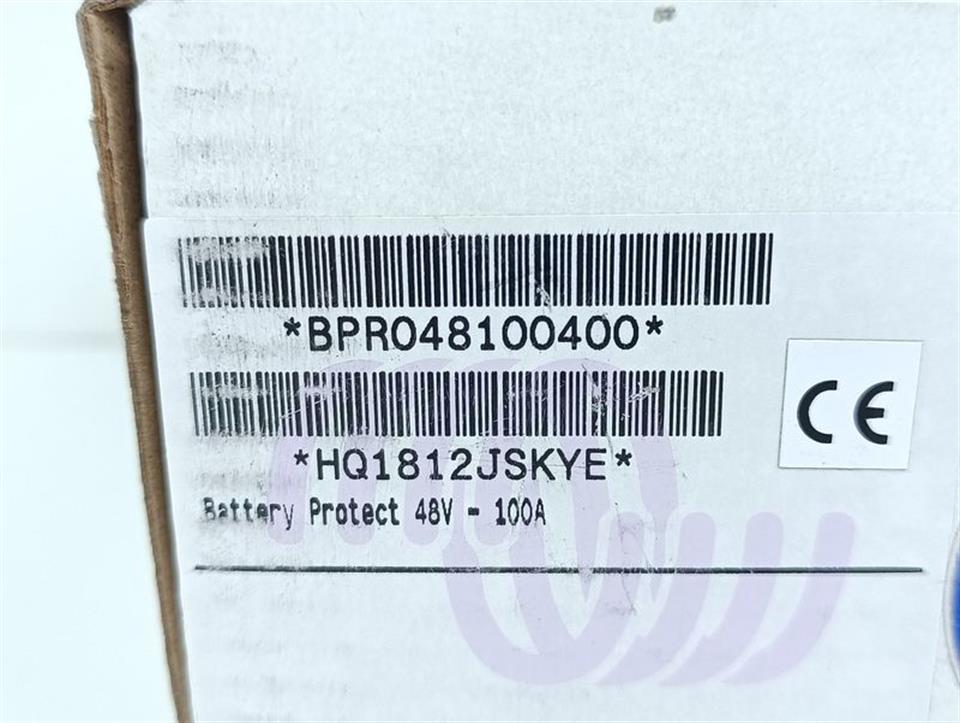 *BPR048100400*
*HQ1812JSKYE*
Battery Protect 48V - 100A
CE